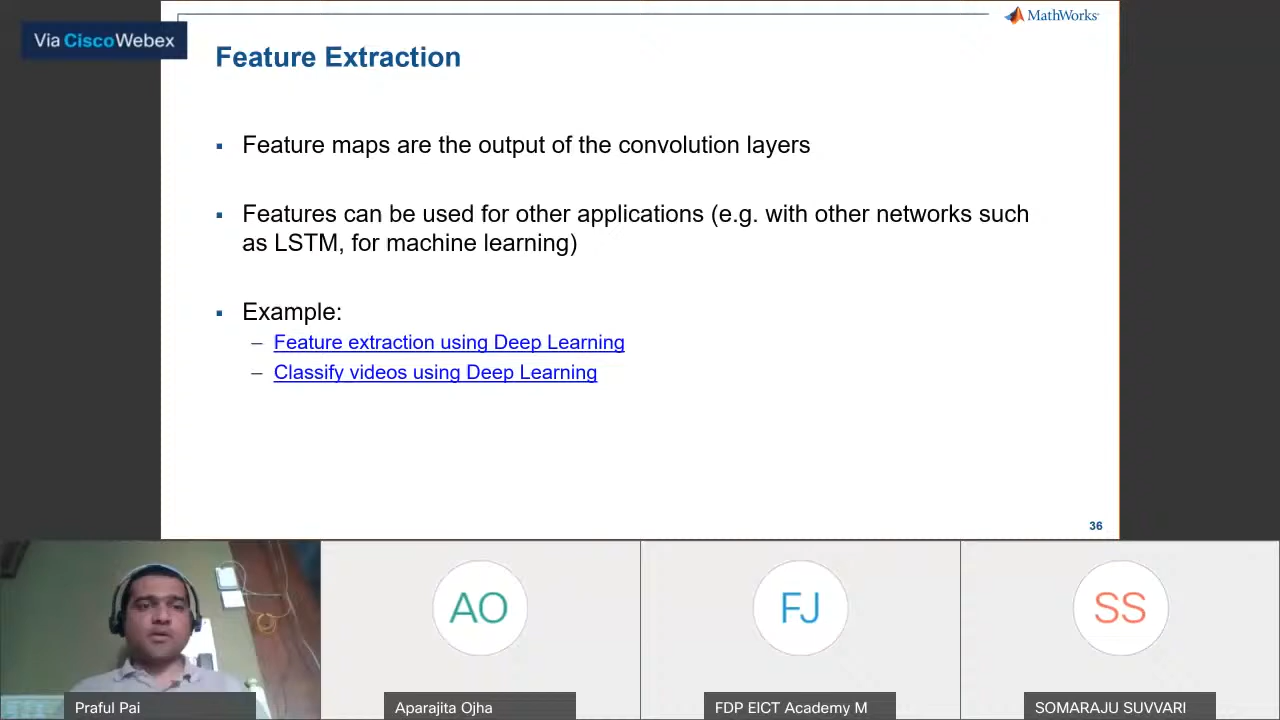 Via CiscoWebex
MathWorks
Feature Extraction
▪ Feature maps are the output of the convolution layers
▪ Features can be used for other applications (e.g. with other networks such
as LSTM, for machine learning)
▪ Example:
– Feature extraction using Deep Learning
– Classify videos using Deep Learning
36
AO
FJ
SS
Praful Pai
Aparajita Ojha
FDP EICT Academy M
SOMARAJU SUVVARI